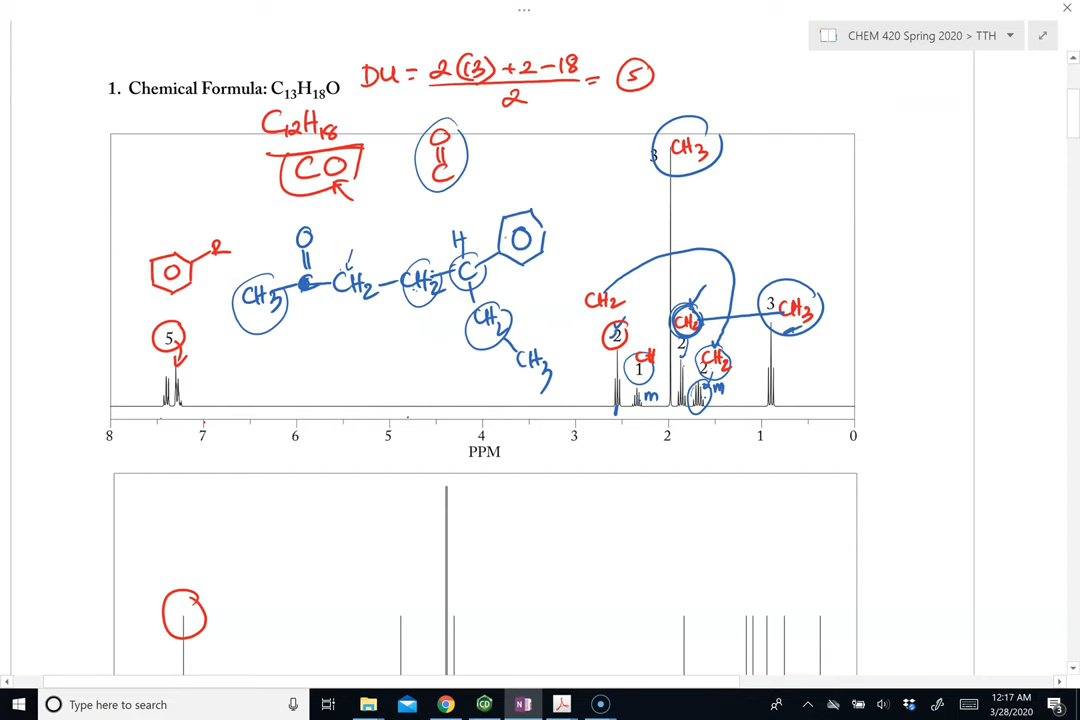 CHEM 420 Spring 2020 > TTH
1. Chemical Formula: C₁₃H₁₈O
DU = 2(13) + 2 - 18 / 2 = 5
C₁₂H₁₈
CO
O
C
3 CH₃
R
5
O
CH₃ - C - CH₂ - CH₂ - C
H
CH₂
CH₃
CH₂
2
CH
1
m
CH₂
2
CH₂
2
m
3 CH₃
8 7 6 5 4 3 2 1 0
PPM
Type here to search
12:17 AM
3/28/2020
3